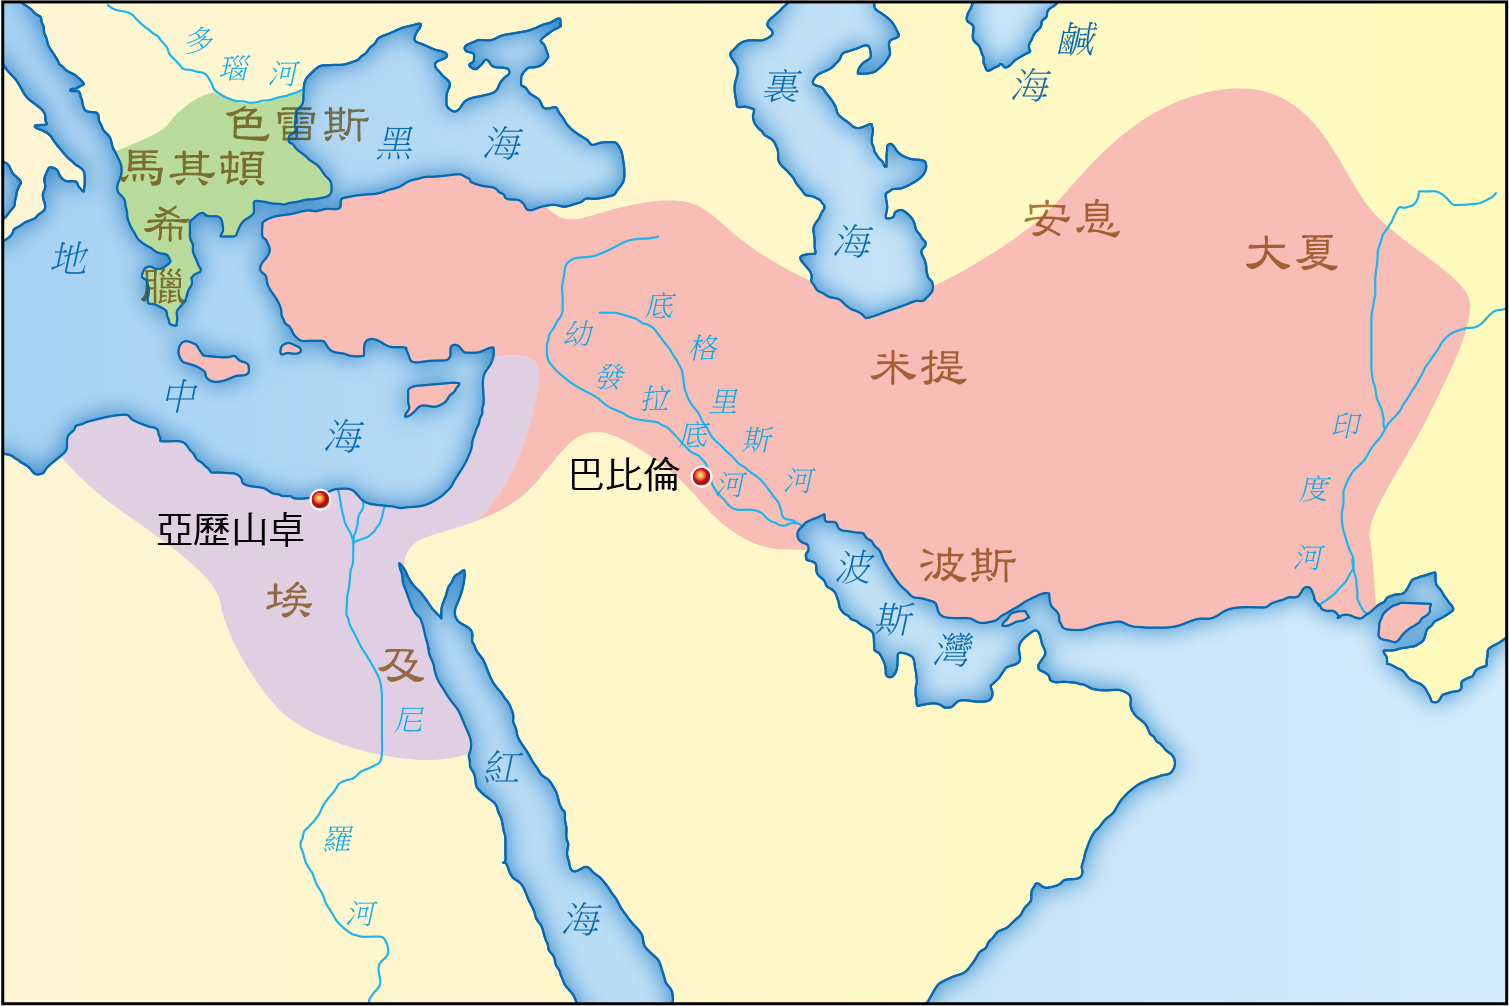 多瑙河
色雷斯
馬其頓
希臘
黑海
裏海
鹹海
安息
大夏
地中海
幼發拉底河
底格里斯河
米提
印度河
巴比倫
亞歷山卓
波斯
波斯灣
埃及
尼羅河
紅海